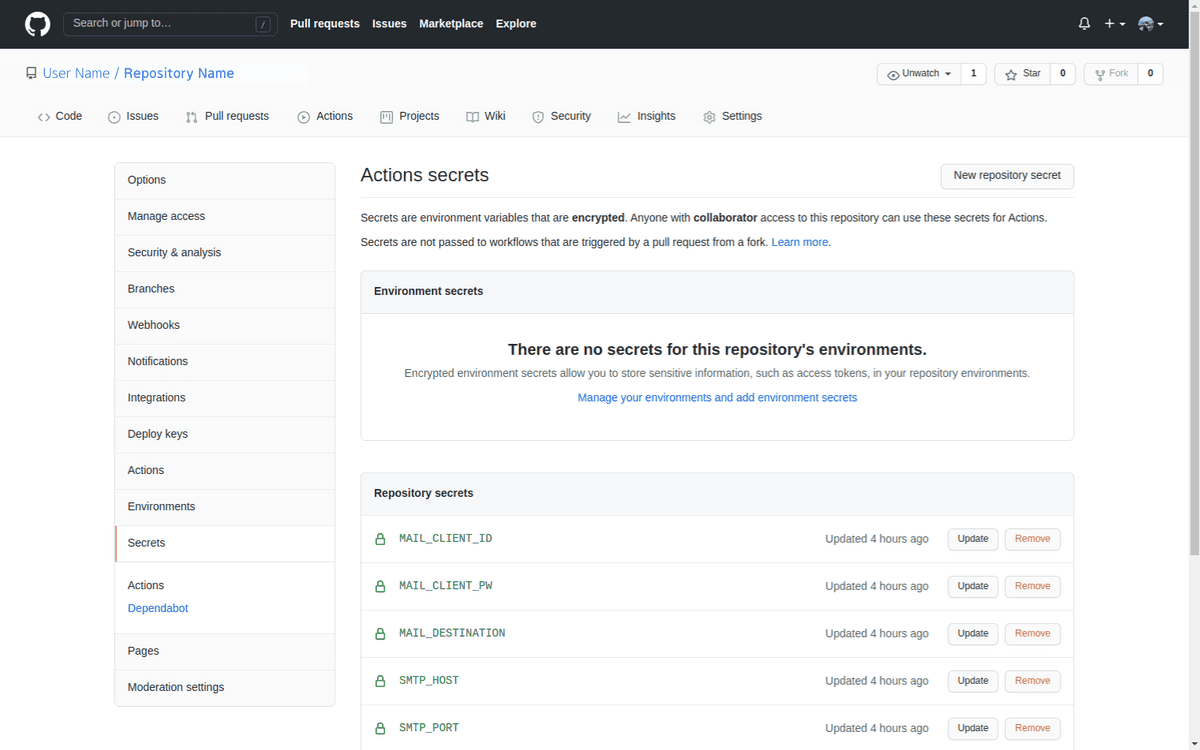 Search or jump to…
/
Pull requests Issues Marketplace Explore
User Name / Repository Name
Unwatch 1 Star 0 Fork 0
Code Issues Pull requests Actions Projects Wiki Security Insights Settings
Options
Manage access
Security & analysis
Branches
Webhooks
Notifications
Integrations
Deploy keys
Actions
Environments
Secrets
Actions
Dependabot
Pages
Moderation settings
Actions secrets
New repository secret
Secrets are environment variables that are encrypted. Anyone with collaborator access to this repository can use these secrets for Actions.
Secrets are not passed to workflows that are triggered by a pull request from a fork. Learn more.
Environment secrets
There are no secrets for this repository's environments.
Encrypted environment secrets allow you to store sensitive information, such as access tokens, in your repository environments.
Manage your environments and add environment secrets
Repository secrets
MAIL_CLIENT_ID Updated 4 hours ago Update Remove
MAIL_CLIENT_PW Updated 4 hours ago Update Remove
MAIL_DESTINATION Updated 4 hours ago Update Remove
SMTP_HOST Updated 4 hours ago Update Remove
SMTP_PORT Updated 4 hours ago Update Remove